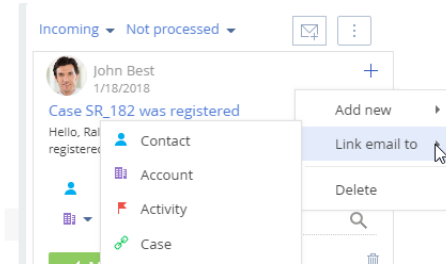 Incoming Not processed
John Best
1/18/2018
Case SR_182 was registered
Hello, Ral
registered
Add new
Link email to
Delete
Contact
Account
Activity
Case